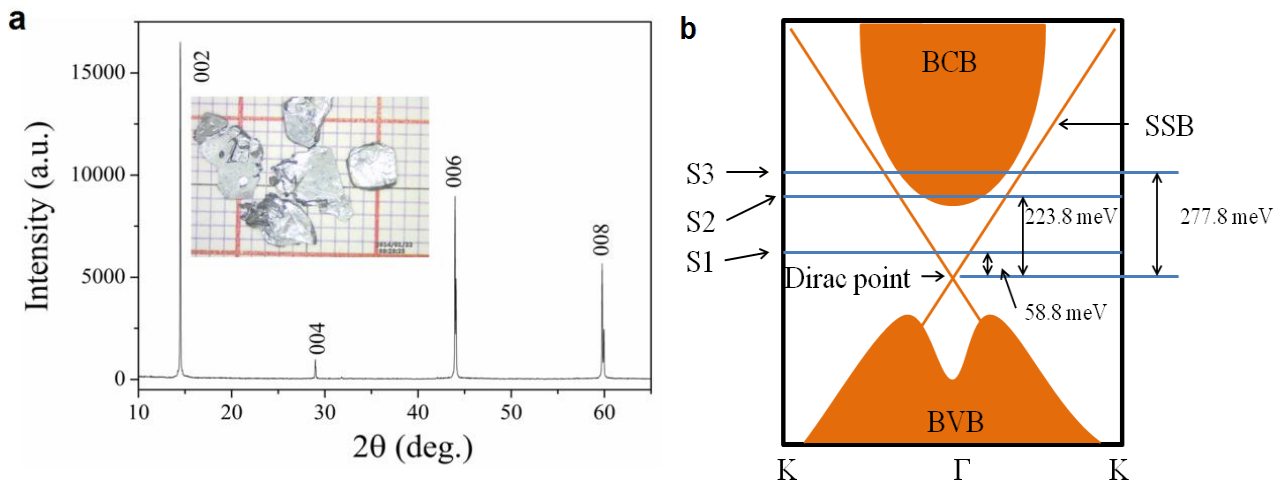 a
15000
10000
5000
0
Intensity (a.u.)
002
004
006
008
10
20
30
40
50
60
2θ (deg.)
b
BCB
SSB
S3
S2
S1
Dirac point
223.8 meV
277.8 meV
58.8 meV
BVB
K
Γ
K